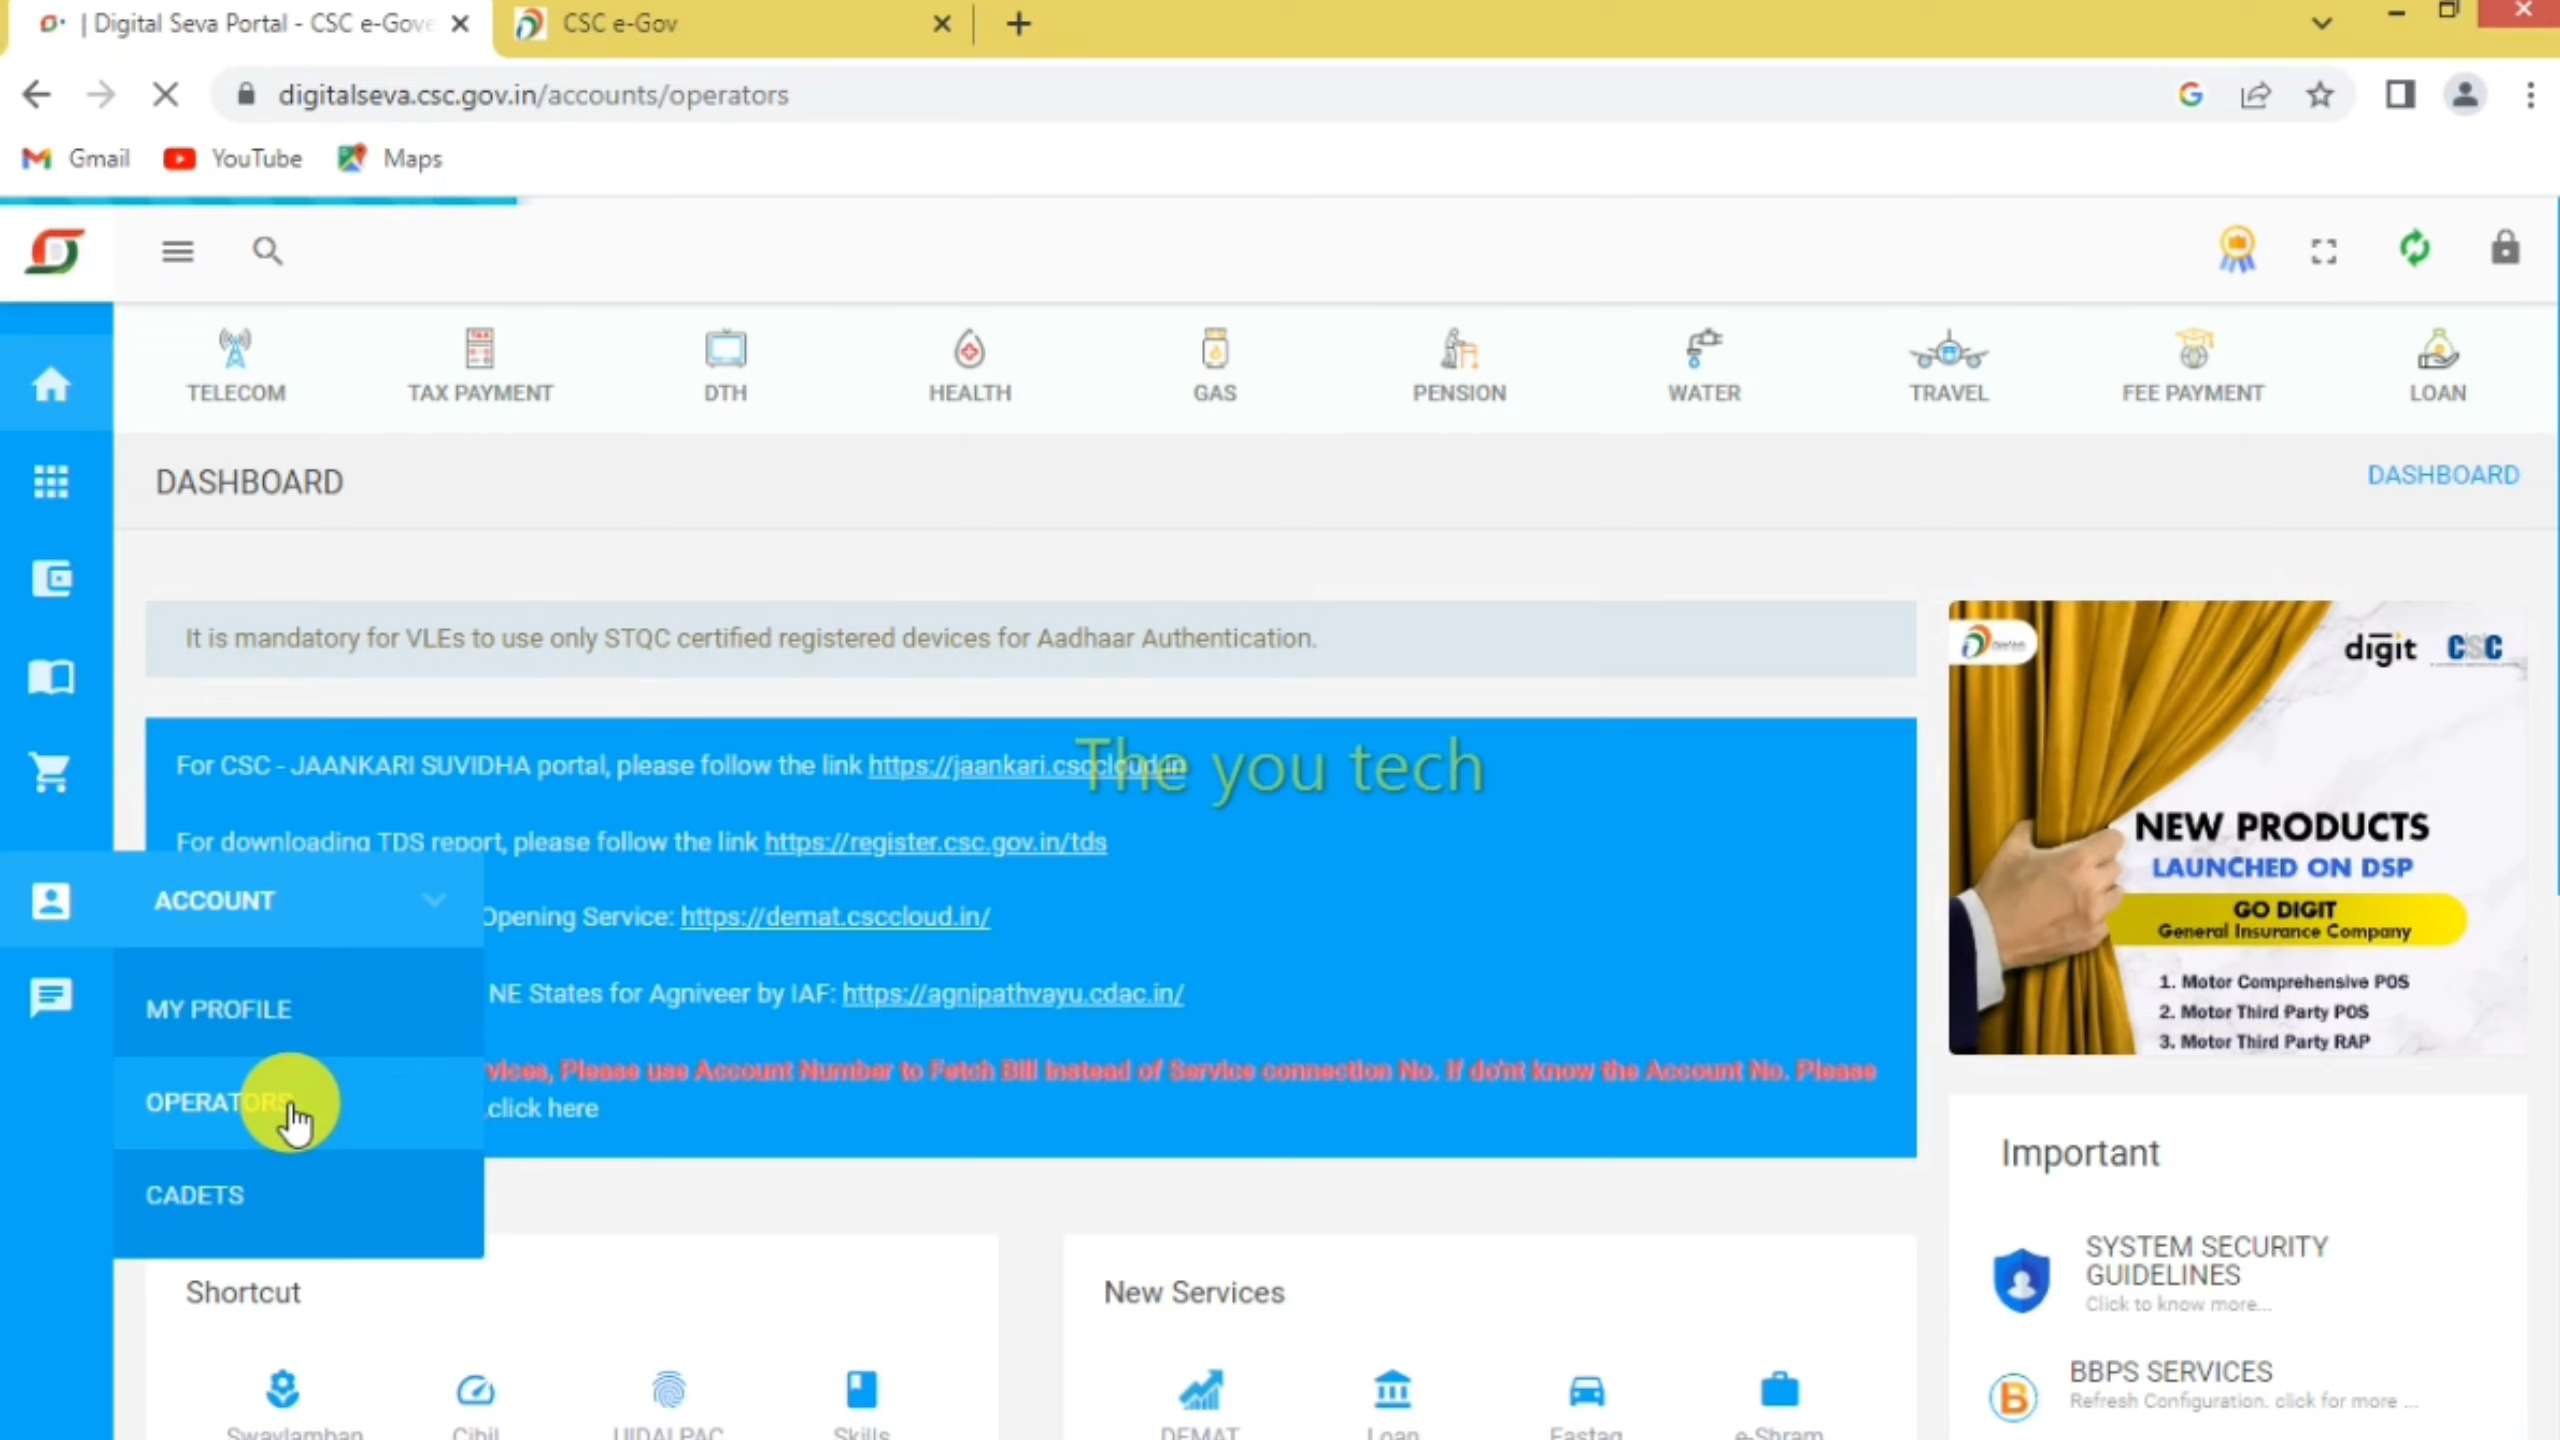 | Digital Seva Portal - CSC e-Gove
CSC e-Gov
digitalseva.csc.gov.in/accounts/operators
Gmail
YouTube
Maps
TELECOM
TAX PAYMENT
DTH
HEALTH
GAS
PENSION
WATER
TRAVEL
FEE PAYMENT
LOAN
DASHBOARD
DASHBOARD
It is mandatory for VLEs to use only STQC certified registered devices for Aadhaar Authentication.
For CSC - JAANKARI SUVIDHA portal, please follow the link https://jaankari.csccloud.in
The you tech
For downloading TDS report, please follow the link https://register.csc.gov.in/tds
Opening Service: https://demat.csccloud.in/
NE States for Agniveer by IAF: https://agnipathvayu.cdac.in/
vices, Please use Account Number to Fetch Bill instead of Service connection No. If do'nt know the Account No. Please
.click here
ACCOUNT
MY PROFILE
OPERATORS
CADETS
digit CSC
NEW PRODUCTS
LAUNCHED ON DSP
GO DIGIT
General Insurance Company
1. Motor Comprehensive POS
2. Motor Third Party POS
3. Motor Third Party RAP
Important
SYSTEM SECURITY
GUIDELINES
Click to know more...
BBPS SERVICES
Refresh Configuration. click for more ...
Shortcut
Swavlamban
Cibil
UIDAI PAC
Skills
New Services
DEMAT
Loan
Fastag
e-Shram